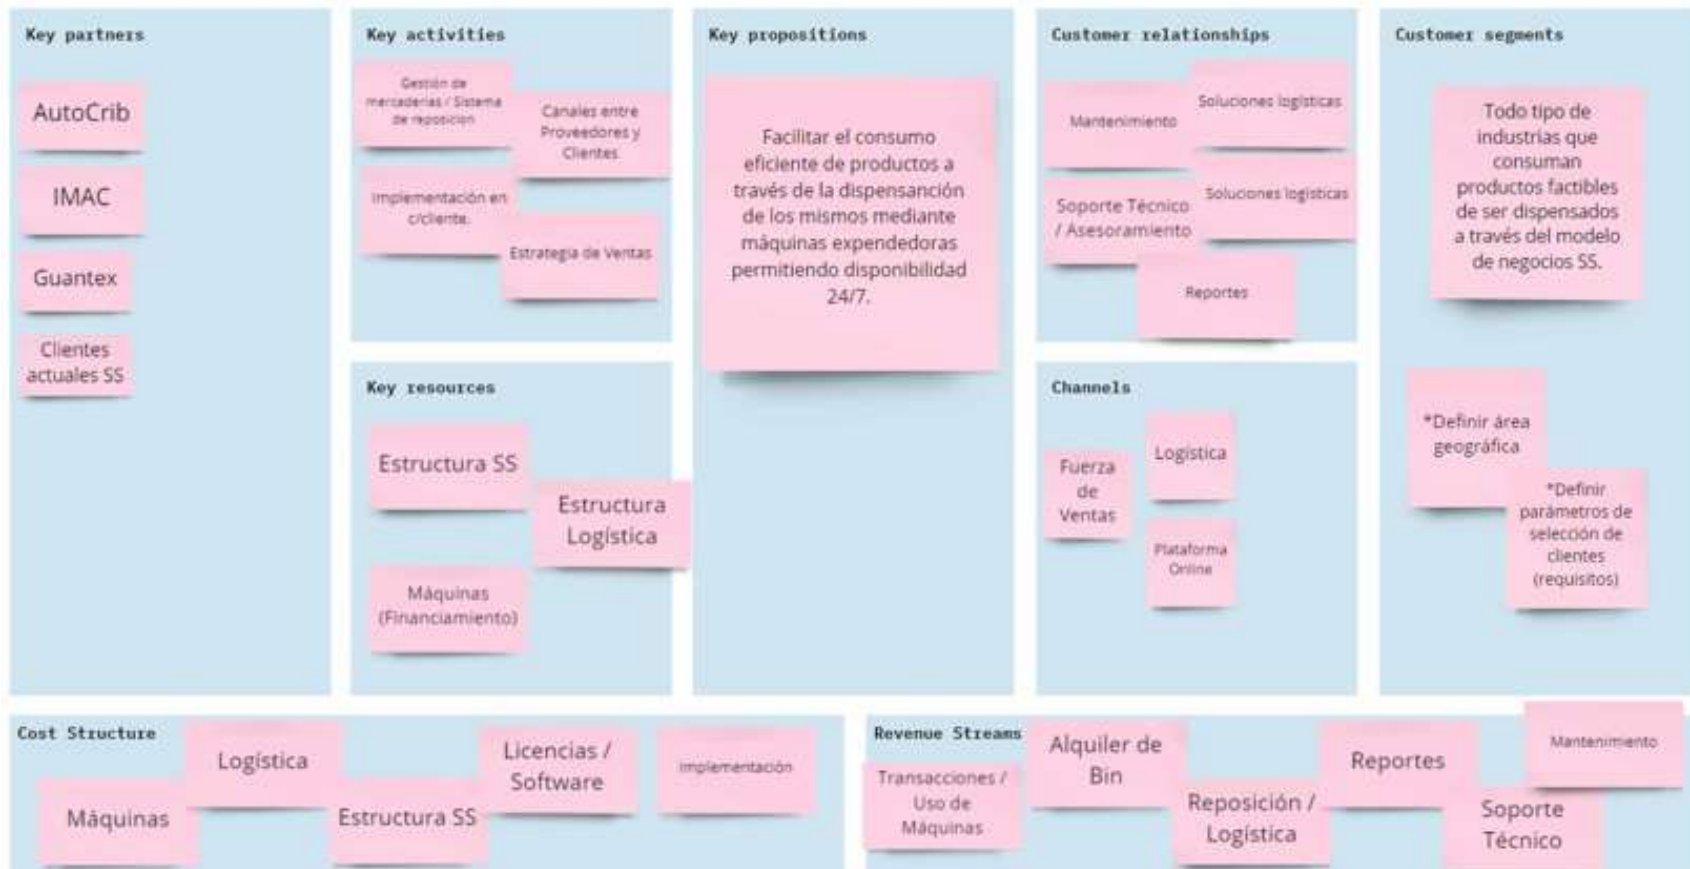 Key partners
AutoCrib
IMAC
Guantex
Clientes
actuales SS
Key activities
Gestión de
mercaderías / Sistema
de reposicion
Canales entre
Proveedores y
Clientes
Implementación en
c/cliente.
Estrategia de Ventas
Key resources
Estructura SS
Estructura
Logística
Máquinas
(Financiamiento)
Key propositions
Facilitar el consumo
eficiente de productos a
través de la dispensanción
de los mismos mediante
máquinas expendedoras
permitiendo disponibilidad
24/7.
Customer relationships
Mantenimiento
Soluciones logísticas
Soporte Técnico
/ Asesoramiento
Soluciones logísticas
Reportes
Channels
Fuerza
de
Ventas
Logística
Plataforma
Online
Customer segments
Todo tipo de
industrias que
consuman
productos factibles
de ser dispensados
a través del modelo
de negocios SS.
*Definir área
geográfica
*Definir
parámetros de
selección de
clientes
(requisitos)
Cost Structure
Máquinas
Logística
Estructura SS
Licencias /
Software
Implementación
Revenue Streams
Transacciones /
Uso de
Máquinas
Alquiler de
Bin
Reposición /
Logística
Reportes
Soporte
Técnico
Mantenimiento